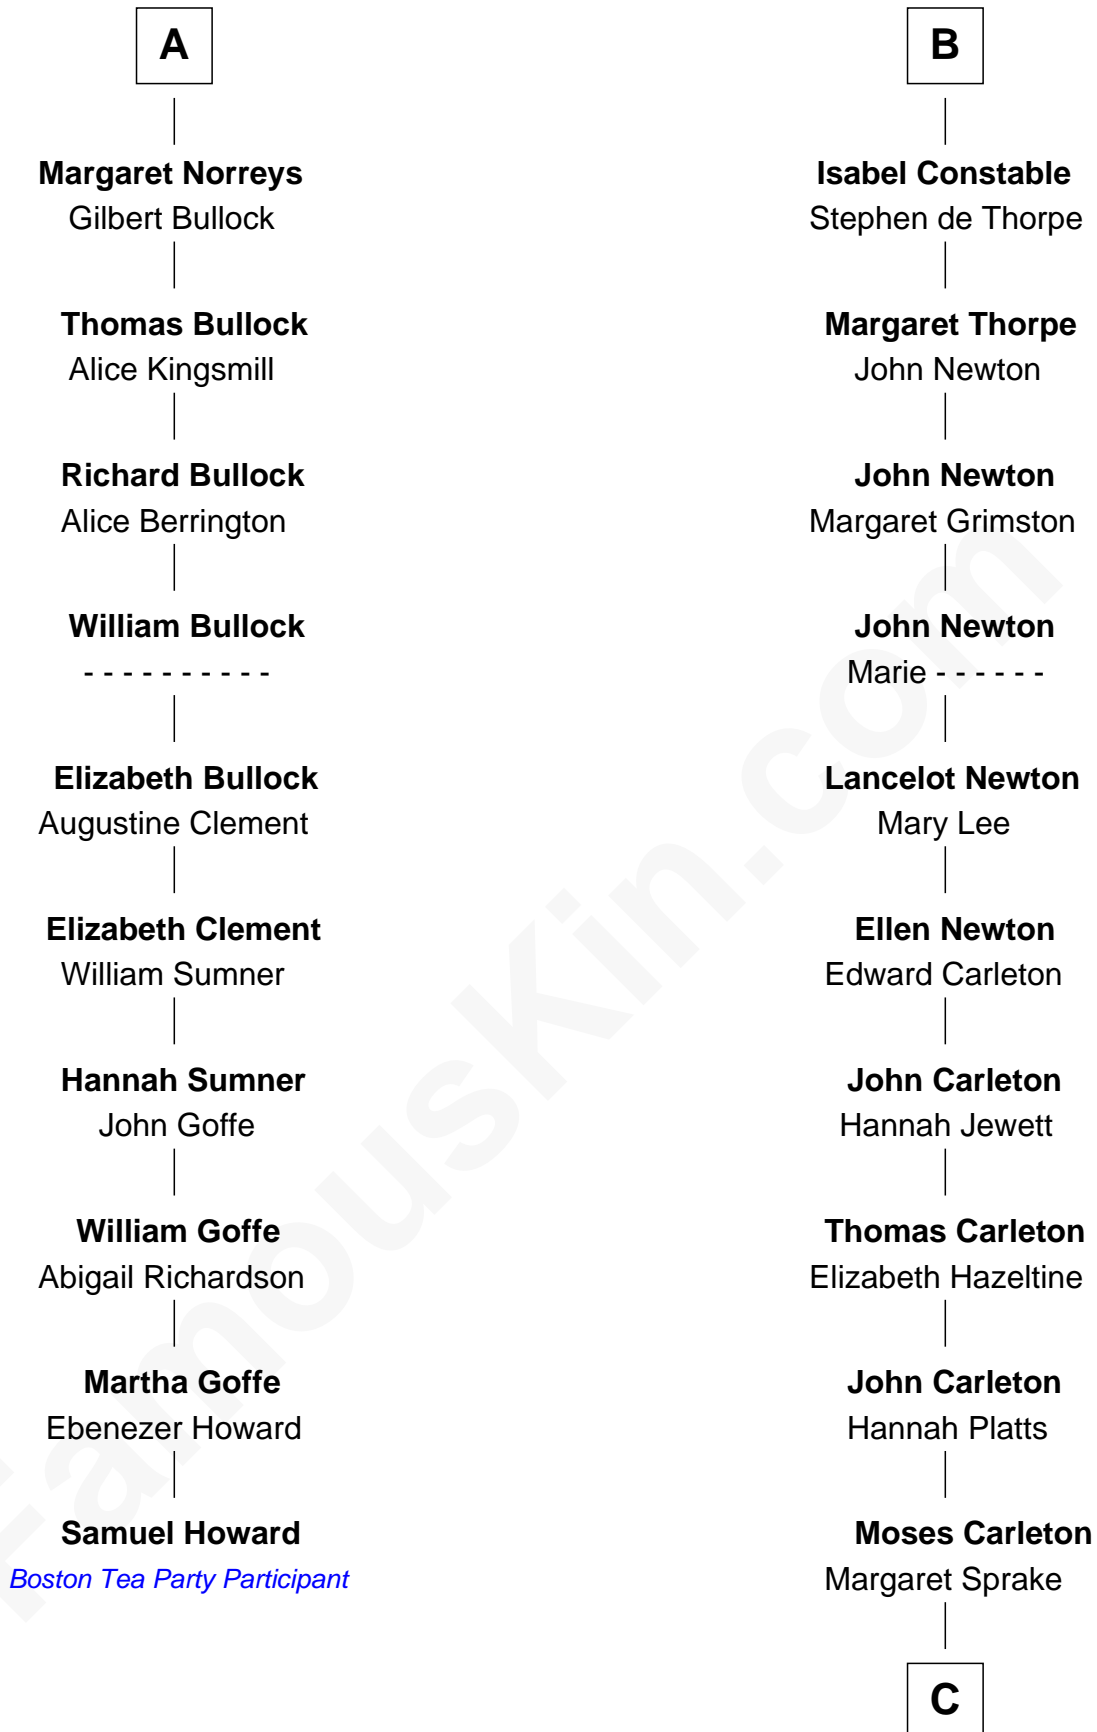 A
Margaret Norreys
Gilbert Bullock
Thomas Bullock
Alice Kingsmill
Richard Bullock
Alice Berrington
William Bullock
- - - - - - - - - -
Elizabeth Bullock
Augustine Clement
Elizabeth Clement
William Sumner
Hannah Sumner
John Goffe
William Goffe
Abigail Richardson
Martha Goffe
Ebenezer Howard
Samuel Howard
Boston Tea Party Participant
B
Isabel Constable
Stephen de Thorpe
Margaret Thorpe
John Newton
John Newton
Margaret Grimston
John Newton
Marie - - - - - -
Lancelot Newton
Mary Lee
Ellen Newton
Edward Carleton
John Carleton
Hannah Jewett
Thomas Carleton
Elizabeth Hazeltine
John Carleton
Hannah Platts
Moses Carleton
Margaret Sprake
C
FamousKin.com